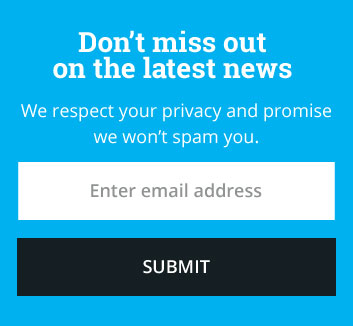 Don’t miss out
on the latest news
We respect your privacy and promise
we won’t spam you.
Enter email address
SUBMIT